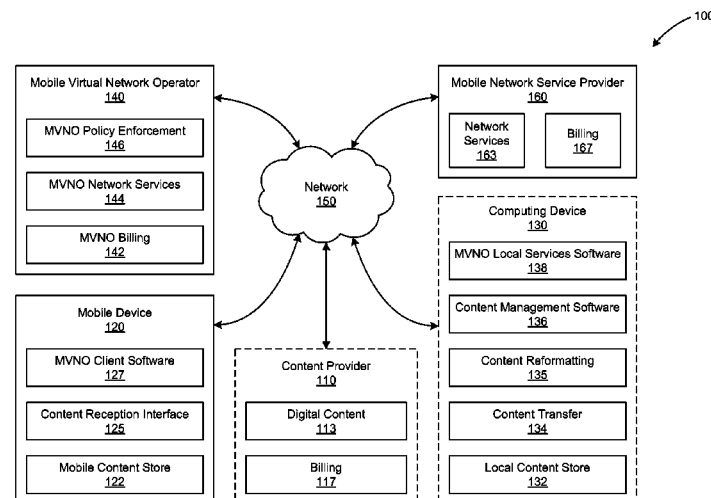 100
Mobile Virtual Network Operator
140
MVNO Policy Enforcement
146
MVNO Network Services
144
MVNO Billing
142
Mobile Network Service Provider
160
Network
Services
163
Billing
167
Network
150
Computing Device
130
MVNO Local Services Software
138
Content Management Software
136
Content Reformatting
135
Content Transfer
134
Local Content Store
132
Mobile Device
120
MVNO Client Software
127
Content Reception Interface
125
Mobile Content Store
122
Content Provider
110
Digital Content
113
Billing
117